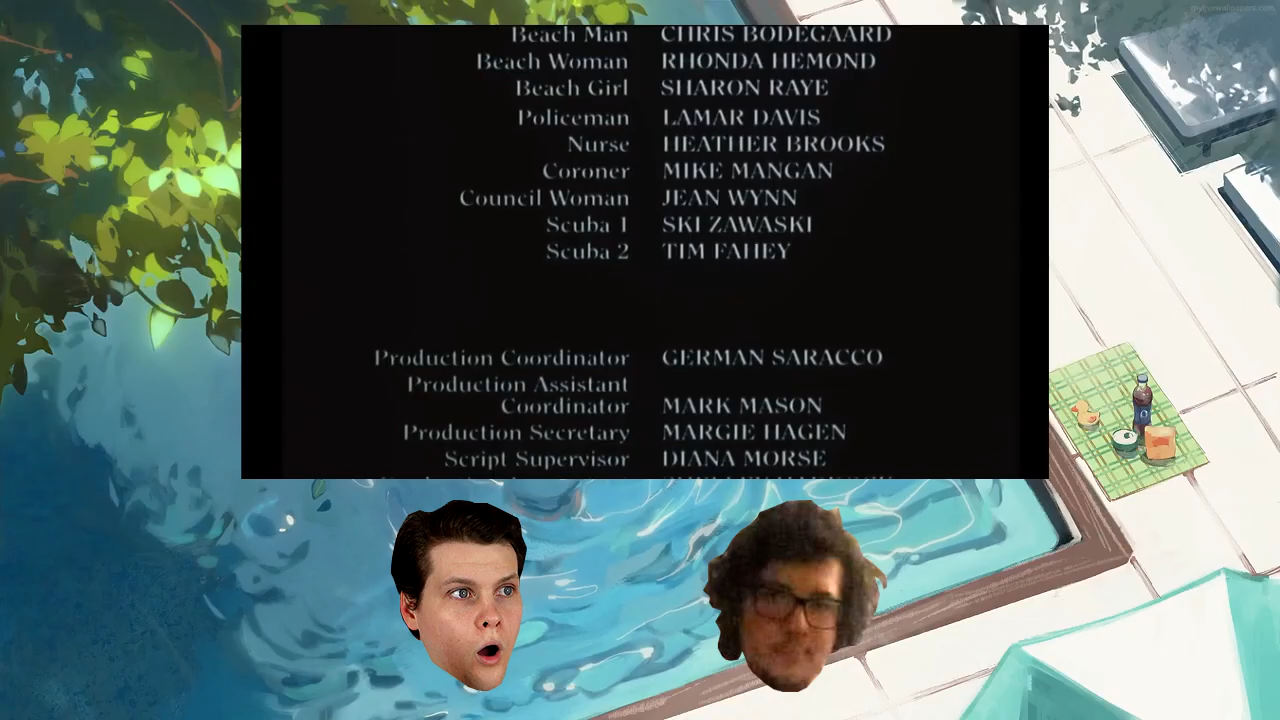 Beach Man CHRIS BODEGAARD
Beach Woman RHONDA HEMOND
Beach Girl SHARON RAYE
Policeman LAMAR DAVIS
Nurse HEATHER BROOKS
Coroner MIKE MANGAN
Council Woman JEAN WYNN
Scuba 1 SKI ZAWASKI
Scuba 2 TIM FAHEY
Production Coordinator GERMAN SARACCO
Production Assistant
Coordinator MARK MASON
Production Secretary MARGIE HAGEN
Script Supervisor DIANA MORSE